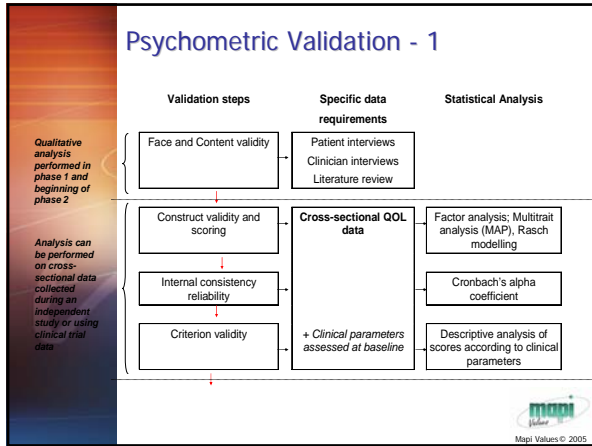 Psychometric Validation - 1
Validation steps
Specific data
requirements
Statistical Analysis
Qualitative
analysis
performed in
phase 1 and
beginning of
phase 2
Face and Content validity
Patient interviews
Clinician interviews
Literature review
Analysis can
be performed
on cross-
sectional data
collected
during an
independent
study or using
clinical trial
data
Construct validity and
scoring
Cross-sectional QOL
data
Factor analysis; Multitrait
analysis (MAP), Rasch
modelling
Internal consistency
reliability
Cronbach's alpha
coefficient
Criterion validity
+ Clinical parameters
assessed at baseline
Descriptive analysis of
scores according to clinical
parameters
mapi
Values
Mapi Values © 2005